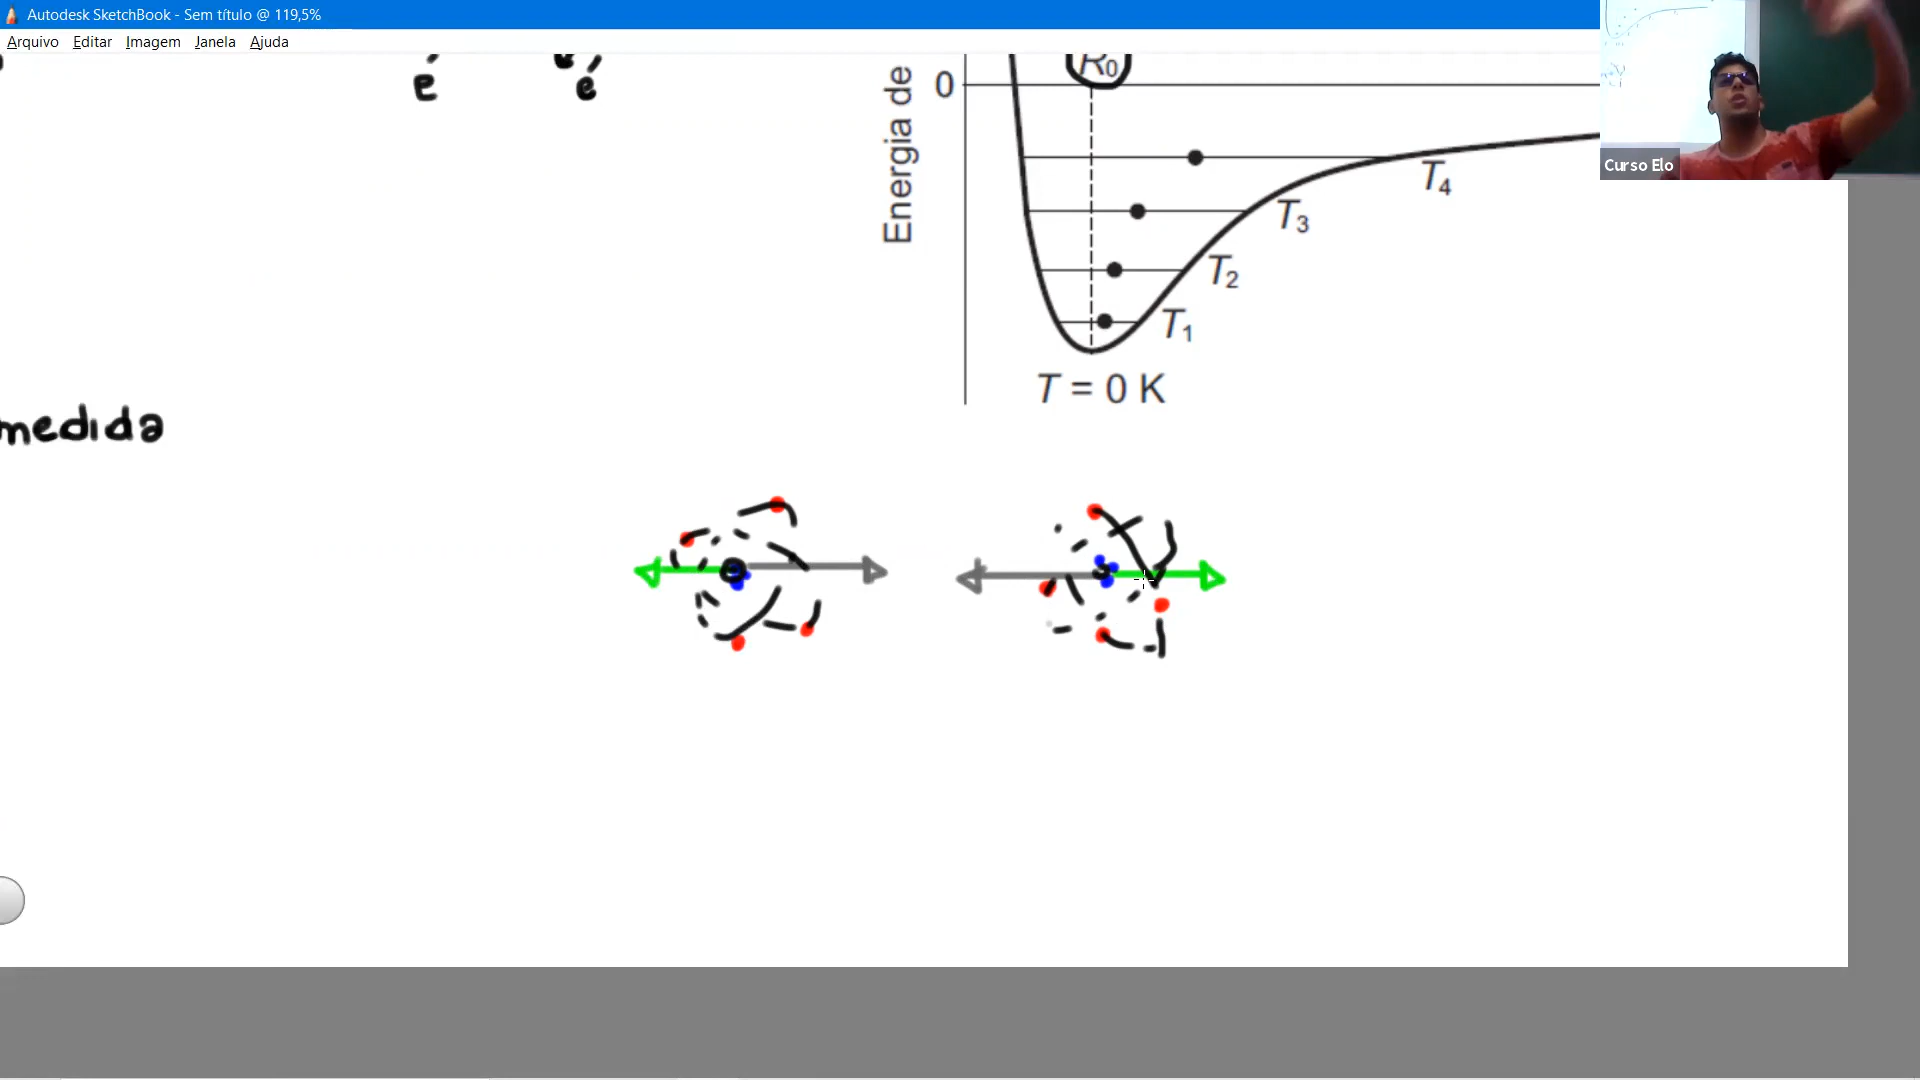 Autodesk SketchBook - Sem título @ 119,5%
Arquivo Editar Imagem Janela Ajuda
Curso Elo
é
é
Energia de
0
R₀
T₄
T₃
T₂
T₁
T = 0 K
medida